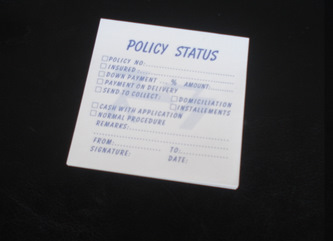 POLICY STATUS
POLICY NO:
INSURED:
DOWN PAYMENT % AMOUNT:
PAYMENT ON DELIVERY
SEND TO COLLECT: DOMICILIATION
INSTALLMENTS
CASH WITH APPLICATION
NORMAL PROCEDURE
REMARKS:
FROM: TO:
SIGNATURE: DATE: